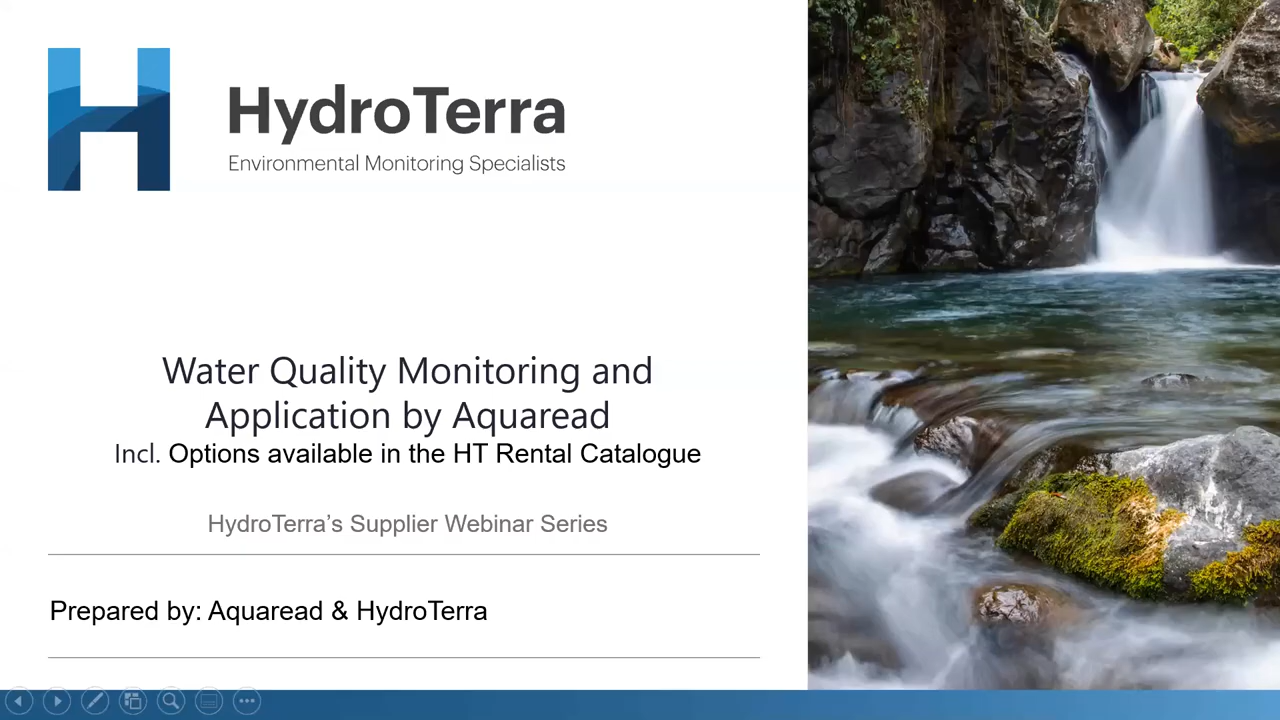 HydroTerra
Environmental Monitoring Specialists
Water Quality Monitoring and
Application by Aquaread
Incl. Options available in the HT Rental Catalogue
HydroTerra’s Supplier Webinar Series
Prepared by: Aquaread & HydroTerra